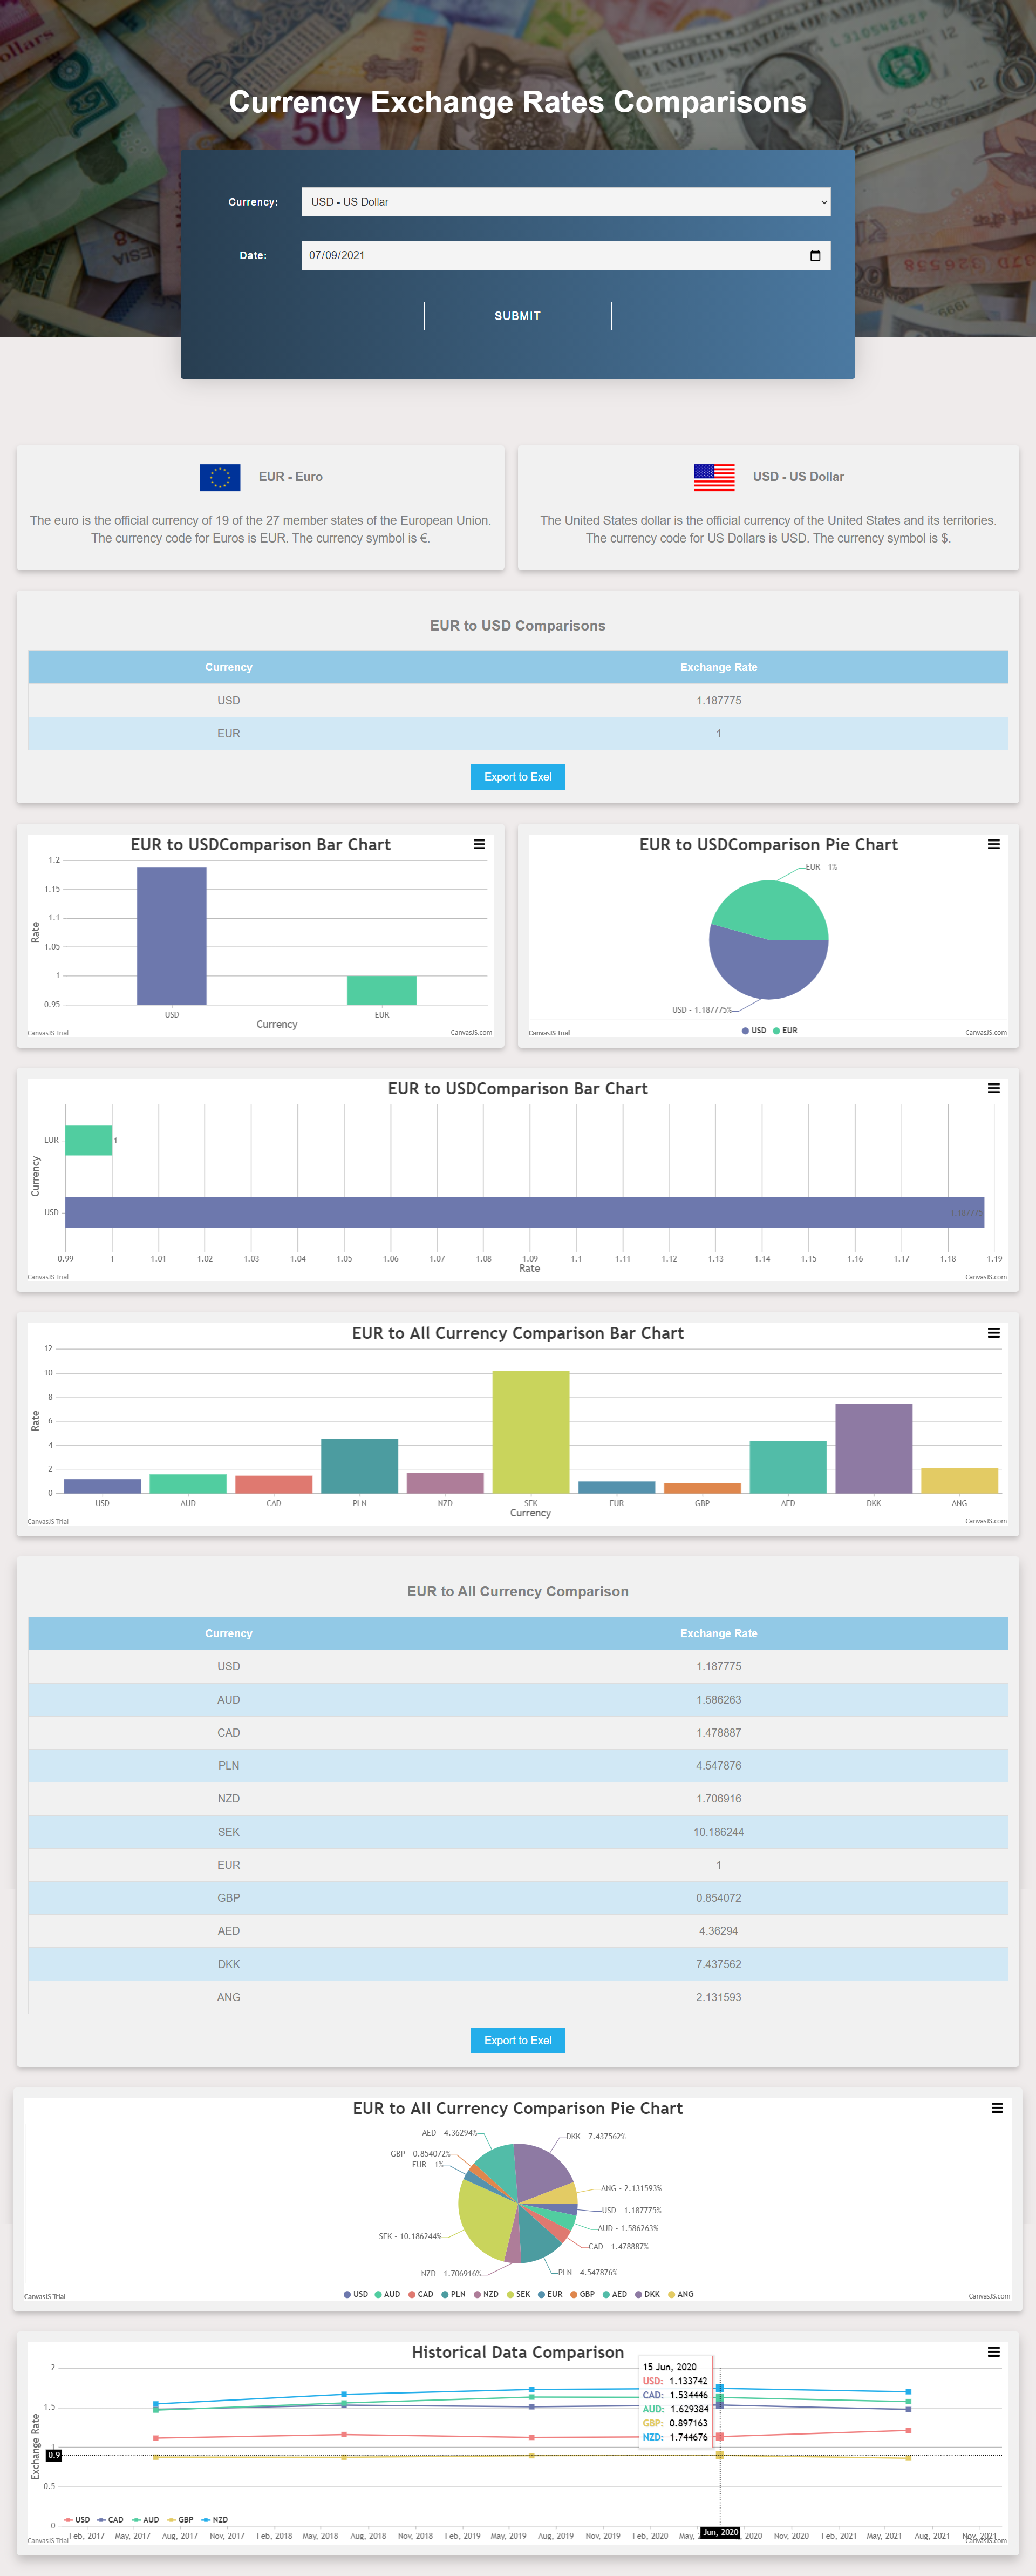 Currency Exchange Rates Comparisons
Currency:
USD - US Dollar
Date:
07/09/2021
SUBMIT
EUR - Euro
The euro is the official currency of 19 of the 27 member states of the European Union.
The currency code for Euros is EUR. The currency symbol is €.
USD - US Dollar
The United States dollar is the official currency of the United States and its territories.
The currency code for US Dollars is USD. The currency symbol is $.
EUR to USD Comparisons
Currency Exchange Rate
USD 1.187775
EUR 1
Export to Exel
EUR to USDComparison Bar Chart
1.2
1.15
1.1
1.05
1
0.95
Rate
USD EUR
Currency
CanvasJS Trial CanvasJS.com
EUR to USDComparison Pie Chart
EUR - 1%
USD - 1.187775%
USD EUR
CanvasJS Trial CanvasJS.com
EUR to USDComparison Bar Chart
EUR 1
Currency
USD 1.187775
0.99 1 1.01 1.02 1.03 1.04 1.05 1.06 1.07 1.08 1.09 1.1 1.11 1.12 1.13 1.14 1.15 1.16 1.17 1.18 1.19
Rate
CanvasJS Trial CanvasJS.com
EUR to All Currency Comparison Bar Chart
12
10
8
6
4
2
0
Rate
USD AUD CAD PLN NZD SEK EUR GBP AED DKK ANG
Currency
CanvasJS Trial CanvasJS.com
EUR to All Currency Comparison
Currency Exchange Rate
USD 1.187775
AUD 1.586263
CAD 1.478887
PLN 4.547876
NZD 1.706916
SEK 10.186244
EUR 1
GBP 0.854072
AED 4.36294
DKK 7.437562
ANG 2.131593
Export to Exel
EUR to All Currency Comparison Pie Chart
AED - 4.36294%
DKK - 7.437562%
GBP - 0.854072%
EUR - 1%
ANG - 2.131593%
USD - 1.187775%
AUD - 1.586263%
SEK - 10.186244%
CAD - 1.478887%
NZD - 1.706916%
PLN - 4.547876%
USD AUD CAD PLN NZD SEK EUR GBP AED DKK ANG
CanvasJS Trial CanvasJS.com
Historical Data Comparison
2
1.5
1
0.9
0.5
0
Exchange Rate
15 Jun, 2020
USD: 1.133742
CAD: 1.534446
AUD: 1.629384
GBP: 0.897163
NZD: 1.744676
USD CAD AUD GBP NZD
Feb, 2017 May, 2017 Aug, 2017 Nov, 2017 Feb, 2018 May, 2018 Aug, 2018 Nov, 2018 Feb, 2019 May, 2019 Aug, 2019 Nov, 2019 Feb, 2020 May, Jun, 2020 2020 Nov, 2020 Feb, 2021 May, 2021 Aug, 2021 Nov, 2021
CanvasJS Trial CanvasJS.com